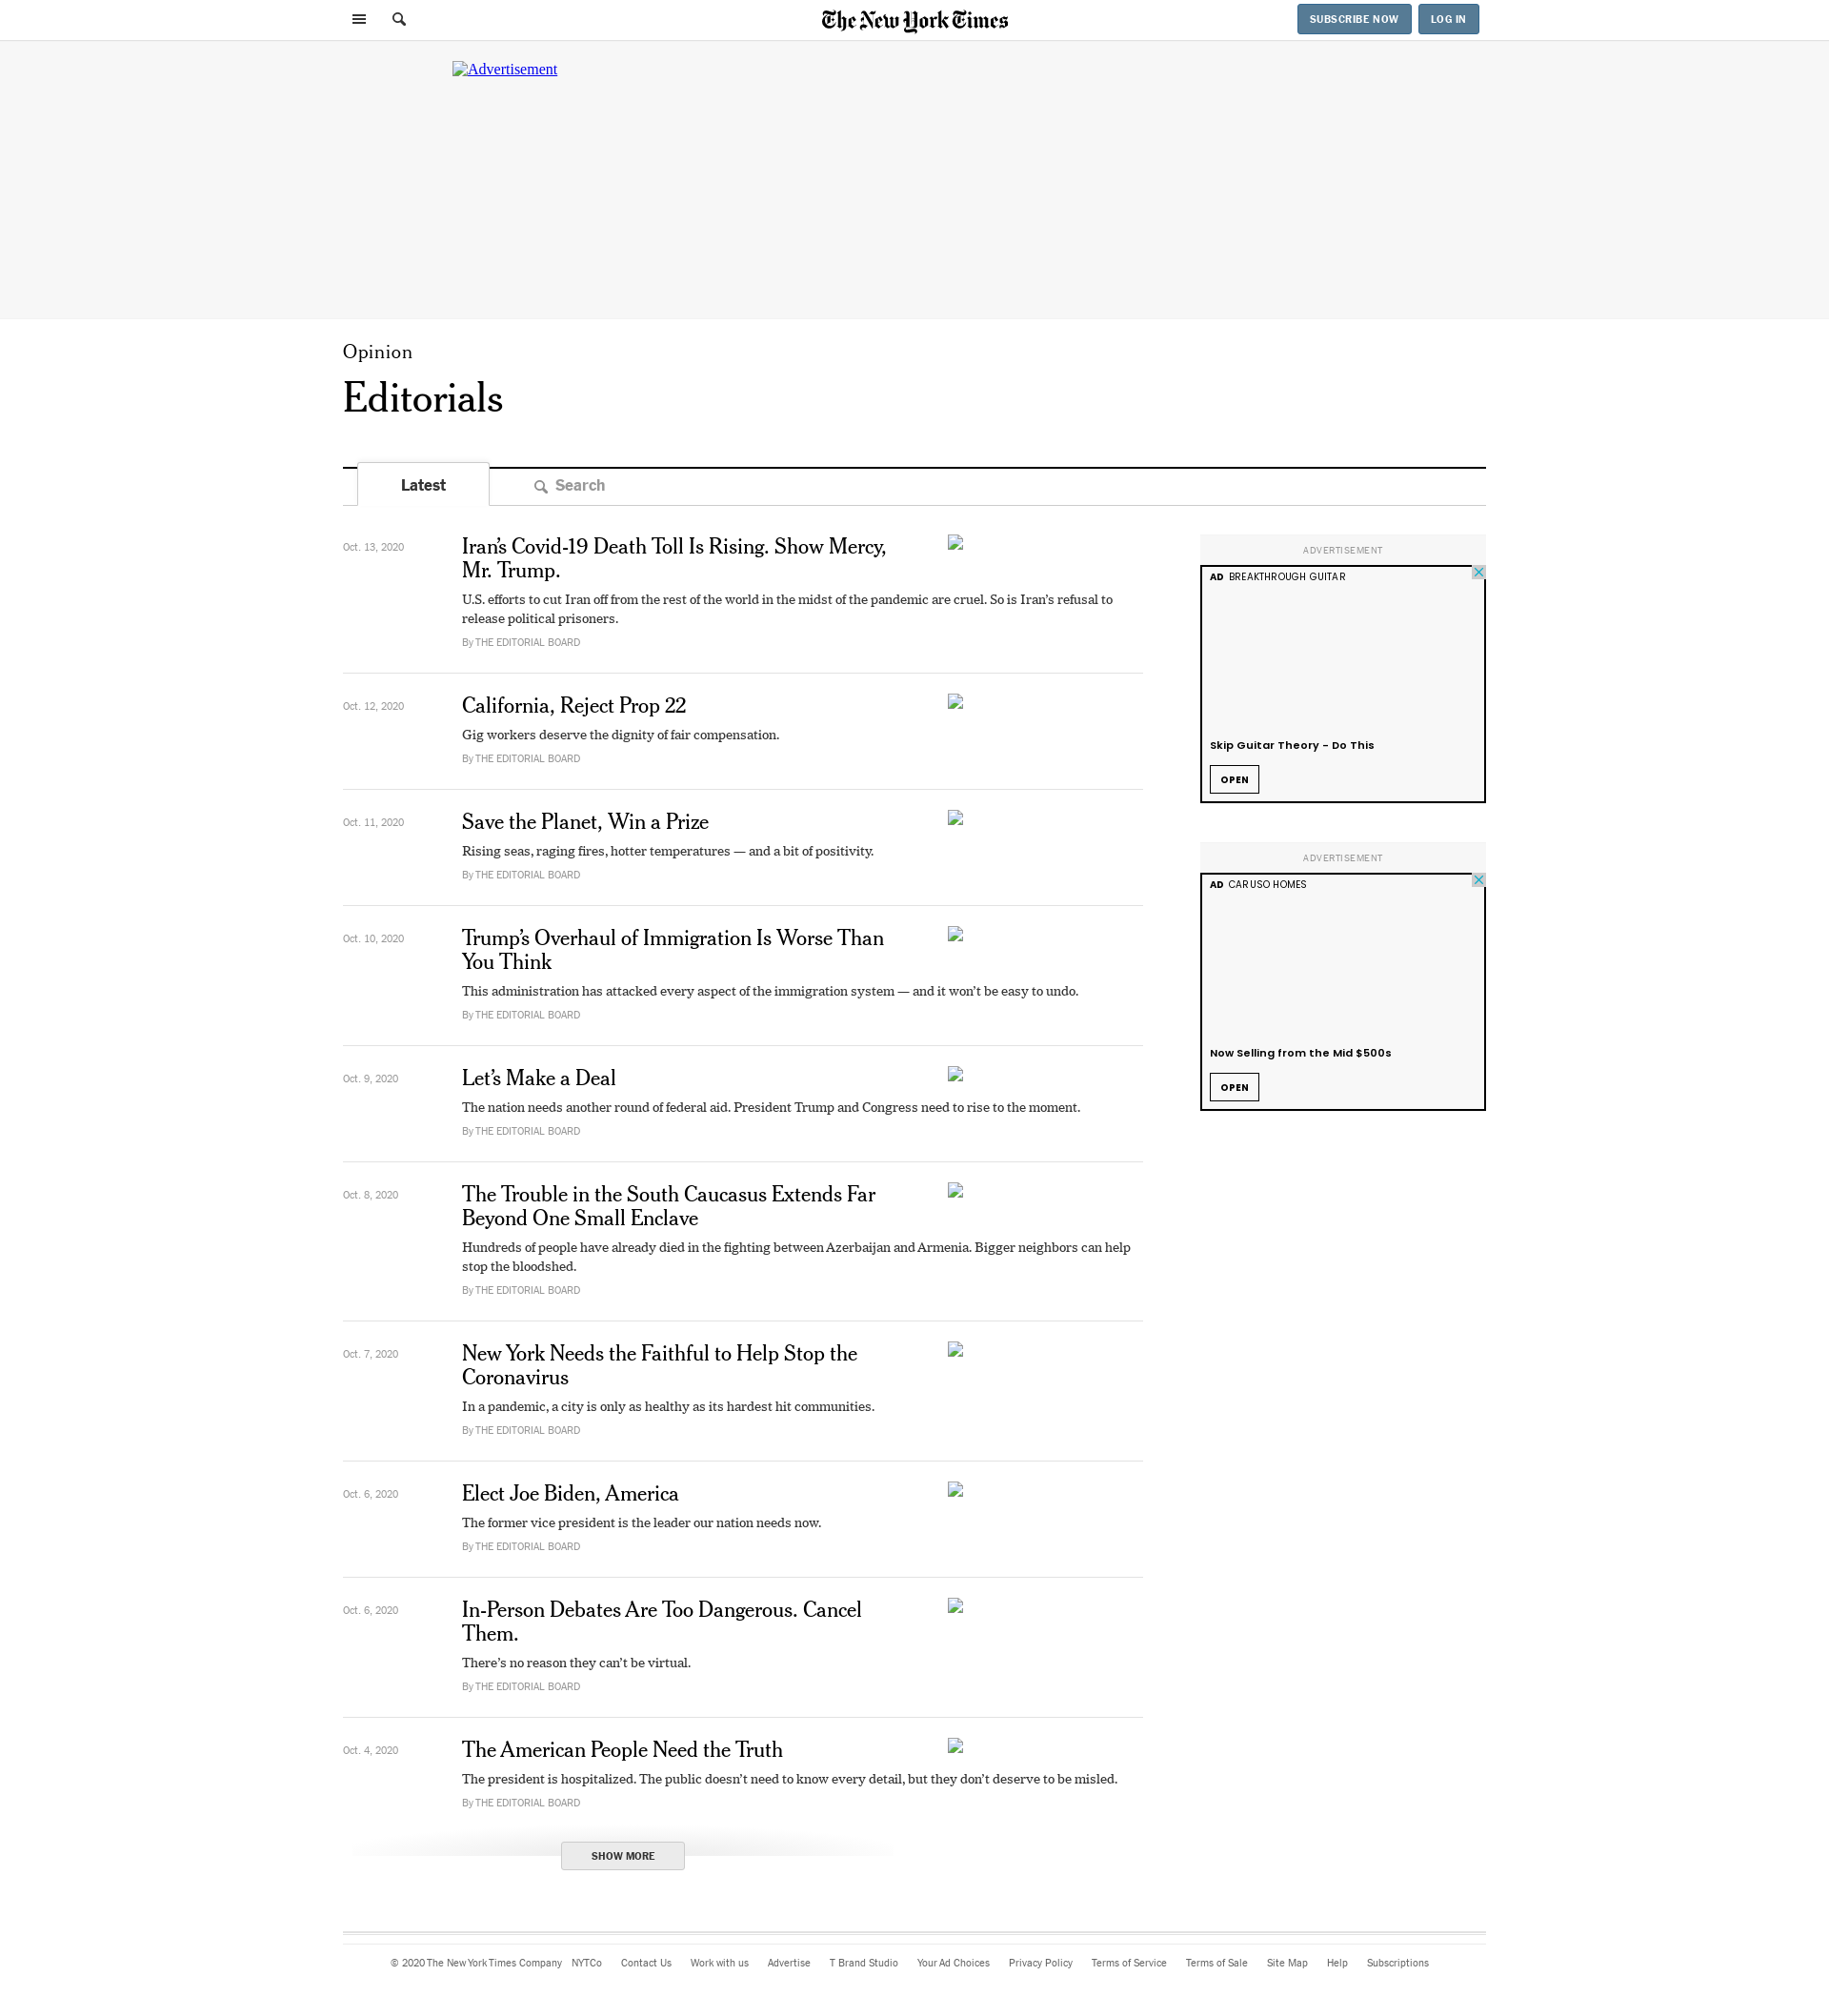 The New York Times
SUBSCRIBE NOW
LOG IN
Advertisement
Opinion
Editorials
Latest
Search
Oct. 13, 2020
Iran’s Covid-19 Death Toll Is Rising. Show Mercy,
Mr. Trump.
U.S. efforts to cut Iran off from the rest of the world in the midst of the pandemic are cruel. So is Iran’s refusal to
release political prisoners.
By THE EDITORIAL BOARD
Oct. 12, 2020
California, Reject Prop 22
Gig workers deserve the dignity of fair compensation.
By THE EDITORIAL BOARD
Oct. 11, 2020
Save the Planet, Win a Prize
Rising seas, raging fires, hotter temperatures — and a bit of positivity.
By THE EDITORIAL BOARD
Oct. 10, 2020
Trump’s Overhaul of Immigration Is Worse Than
You Think
This administration has attacked every aspect of the immigration system — and it won’t be easy to undo.
By THE EDITORIAL BOARD
Oct. 9, 2020
Let’s Make a Deal
The nation needs another round of federal aid. President Trump and Congress need to rise to the moment.
By THE EDITORIAL BOARD
Oct. 8, 2020
The Trouble in the South Caucasus Extends Far
Beyond One Small Enclave
Hundreds of people have already died in the fighting between Azerbaijan and Armenia. Bigger neighbors can help
stop the bloodshed.
By THE EDITORIAL BOARD
Oct. 7, 2020
New York Needs the Faithful to Help Stop the
Coronavirus
In a pandemic, a city is only as healthy as its hardest hit communities.
By THE EDITORIAL BOARD
Oct. 6, 2020
Elect Joe Biden, America
The former vice president is the leader our nation needs now.
By THE EDITORIAL BOARD
Oct. 6, 2020
In-Person Debates Are Too Dangerous. Cancel
Them.
There’s no reason they can’t be virtual.
By THE EDITORIAL BOARD
Oct. 4, 2020
The American People Need the Truth
The president is hospitalized. The public doesn’t need to know every detail, but they don’t deserve to be misled.
By THE EDITORIAL BOARD
SHOW MORE
ADVERTISEMENT
AD BREAKTHROUGH GUITAR
Skip Guitar Theory - Do This
OPEN
ADVERTISEMENT
AD CARUSO HOMES
Now Selling from the Mid $500s
OPEN
© 2020 The New York Times Company NYTCo Contact Us Work with us Advertise T Brand Studio Your Ad Choices Privacy Policy Terms of Service Terms of Sale Site Map Help Subscriptions